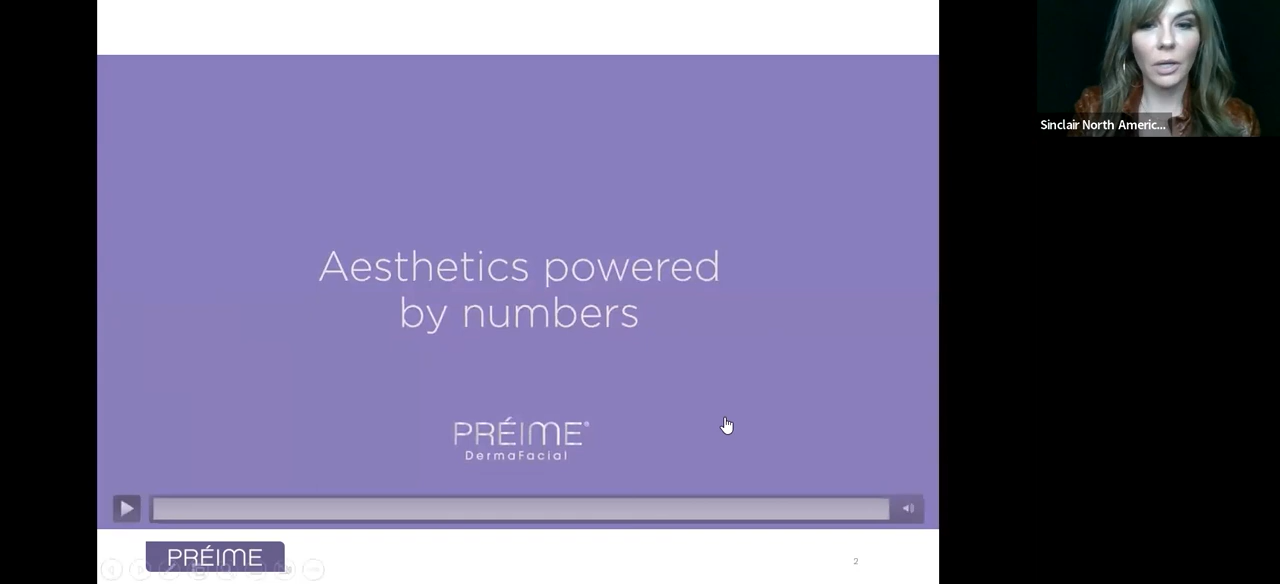 Aesthetics powered
by numbers
PRÉIME®
DermaFacial
PRÉIME
2
Sinclair North Americ...